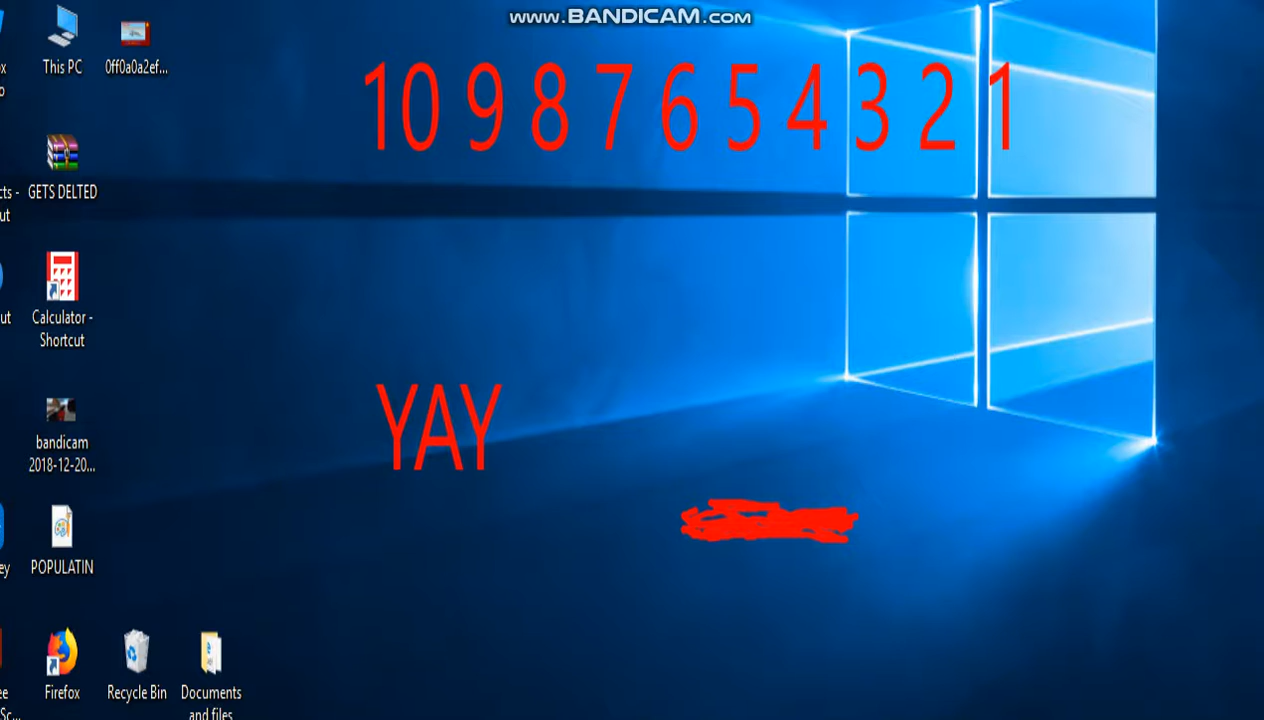 www.BANDICAM.com
10 9 8 7 6 5 4 3 2 1
This PC
0ff0a0a2ef...
GETS DELTED
Calculator -
Shortcut
YAY
bandicam
2018-12-20...
POPULATIN
Firefox
Recycle Bin
Documents
and files